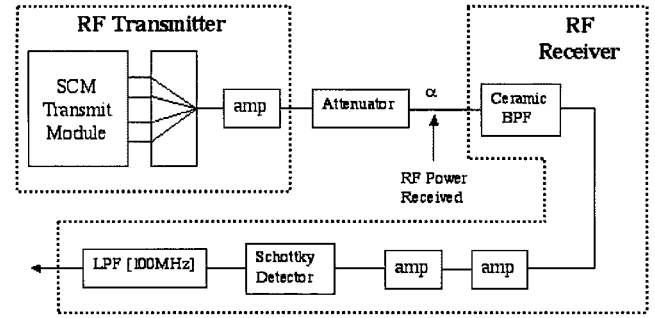 RF Transmitter
RF
Receiver
SCM
Transmit
Module
amp
Attenuator
α
Ceramic
BPF
RF Power
Received
LPF [100MHz]
Schottky
Detector
amp
amp